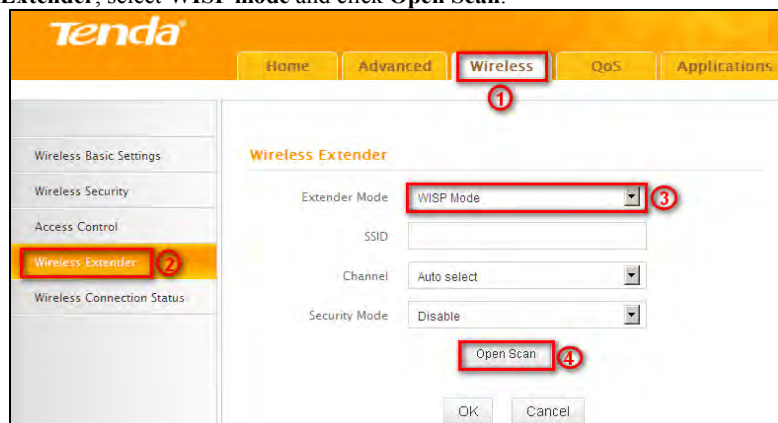 Extender, select WISP mode and click Open Scan.
Tenda®
Home Advanced Wireless QoS Applications
1
Wireless Basic Settings
Wireless Security
Access Control
Wireless Extender 2
Wireless Connection Status
Wireless Extender
Extender Mode WISP Mode 3
SSID
Channel Auto select
Security Mode Disable
Open Scan 4
OK Cancel